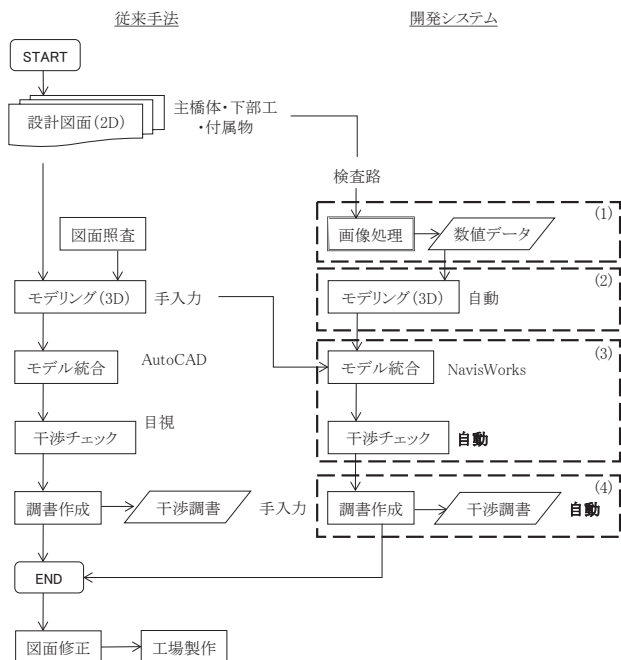 従来手法
開発システム
START
設計図面(2D)
主橋体・下部工
・付属物
検査路
(1)
図面照査
画像処理
数値データ
(2)
モデリング(3D)
手入力
モデリング(3D)
自動
(3)
モデル統合
AutoCAD
モデル統合
NavisWorks
目視
干渉チェック
干渉チェック
自動
(4)
調書作成
干渉調書
手入力
調書作成
干渉調書
自動
END
図面修正
工場製作